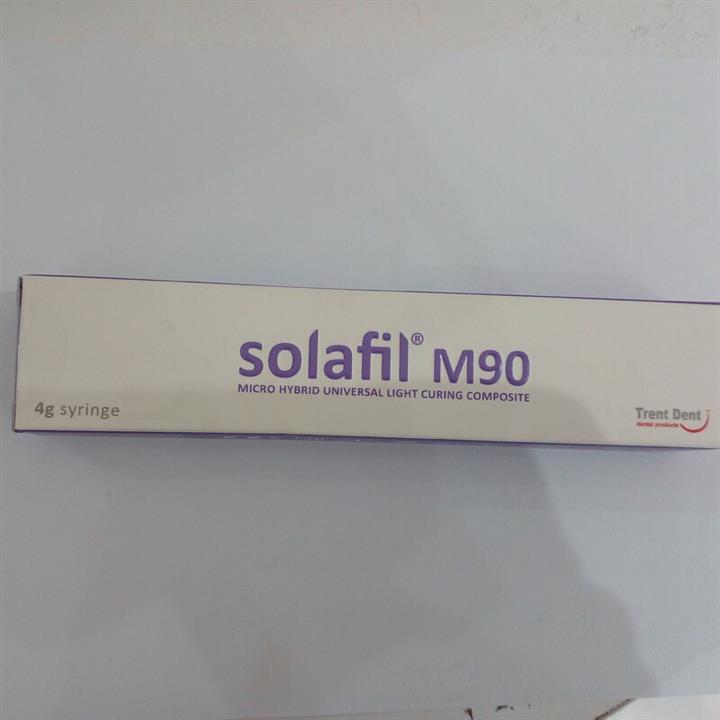 solafil® M90
MICRO HYBRID UNIVERSAL LIGHT CURING COMPOSITE
4g syringe
Trent Dent
dental products